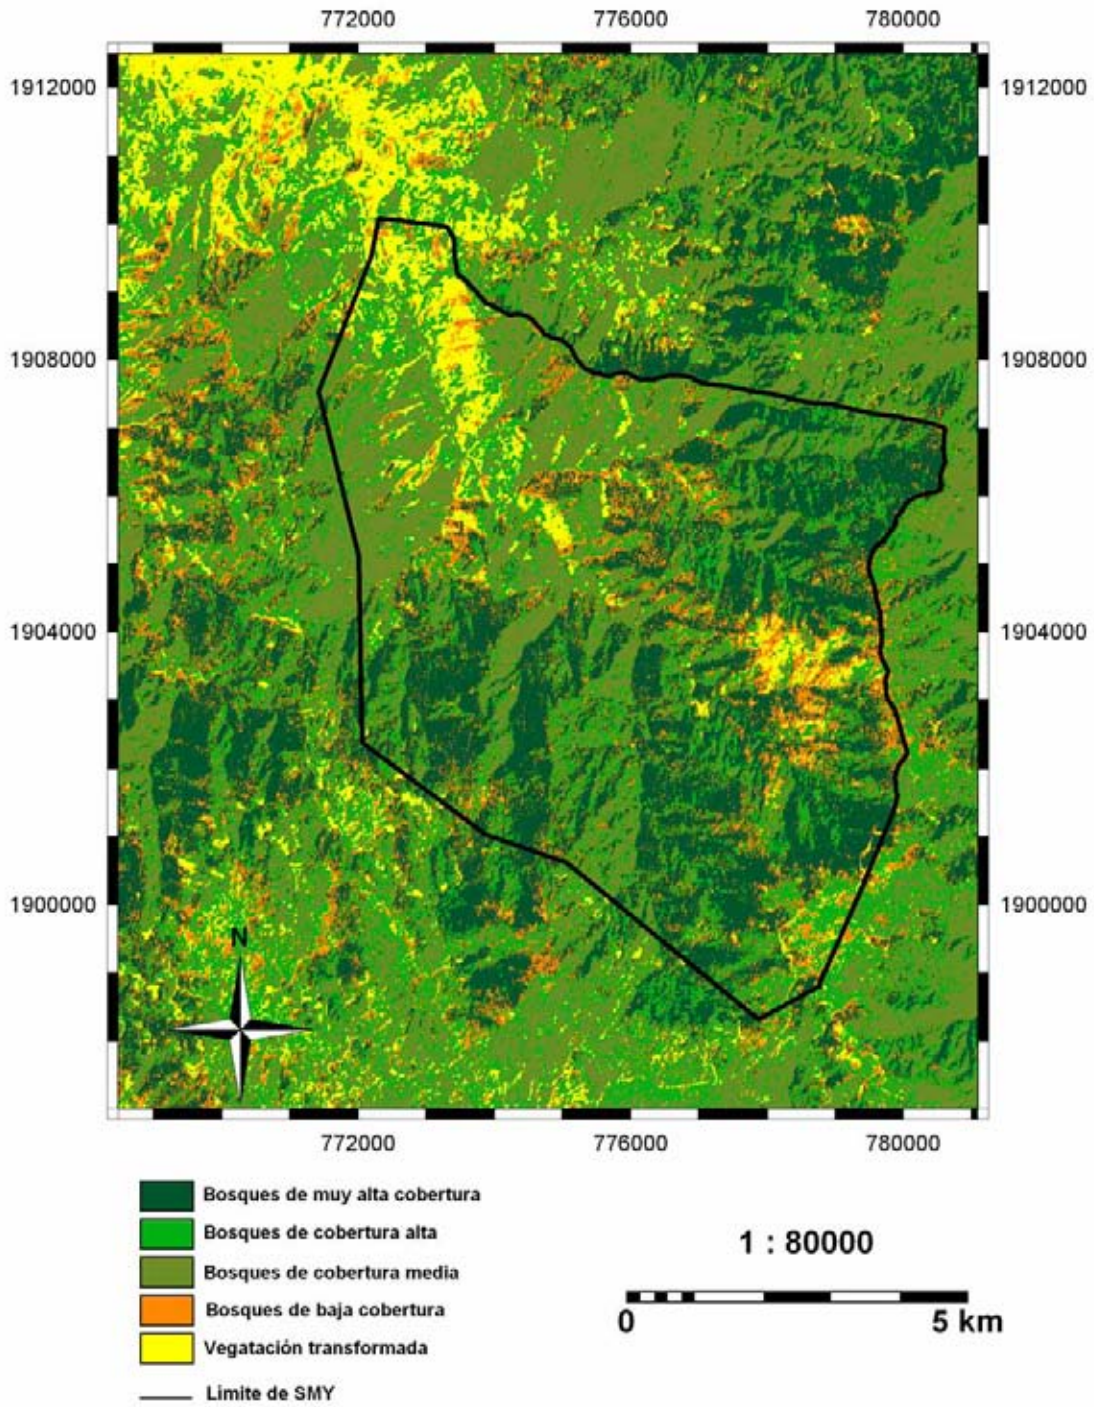 772000 776000 780000
1912000 1912000
1908000 1908000
1904000 1904000
1900000 1900000
N
772000 776000 780000
Bosques de muy alta cobertura
Bosques de cobertura alta
Bosques de cobertura media
Bosques de baja cobertura
Vegatación transformada
Limite de SMY
1 : 80000
0 5 km